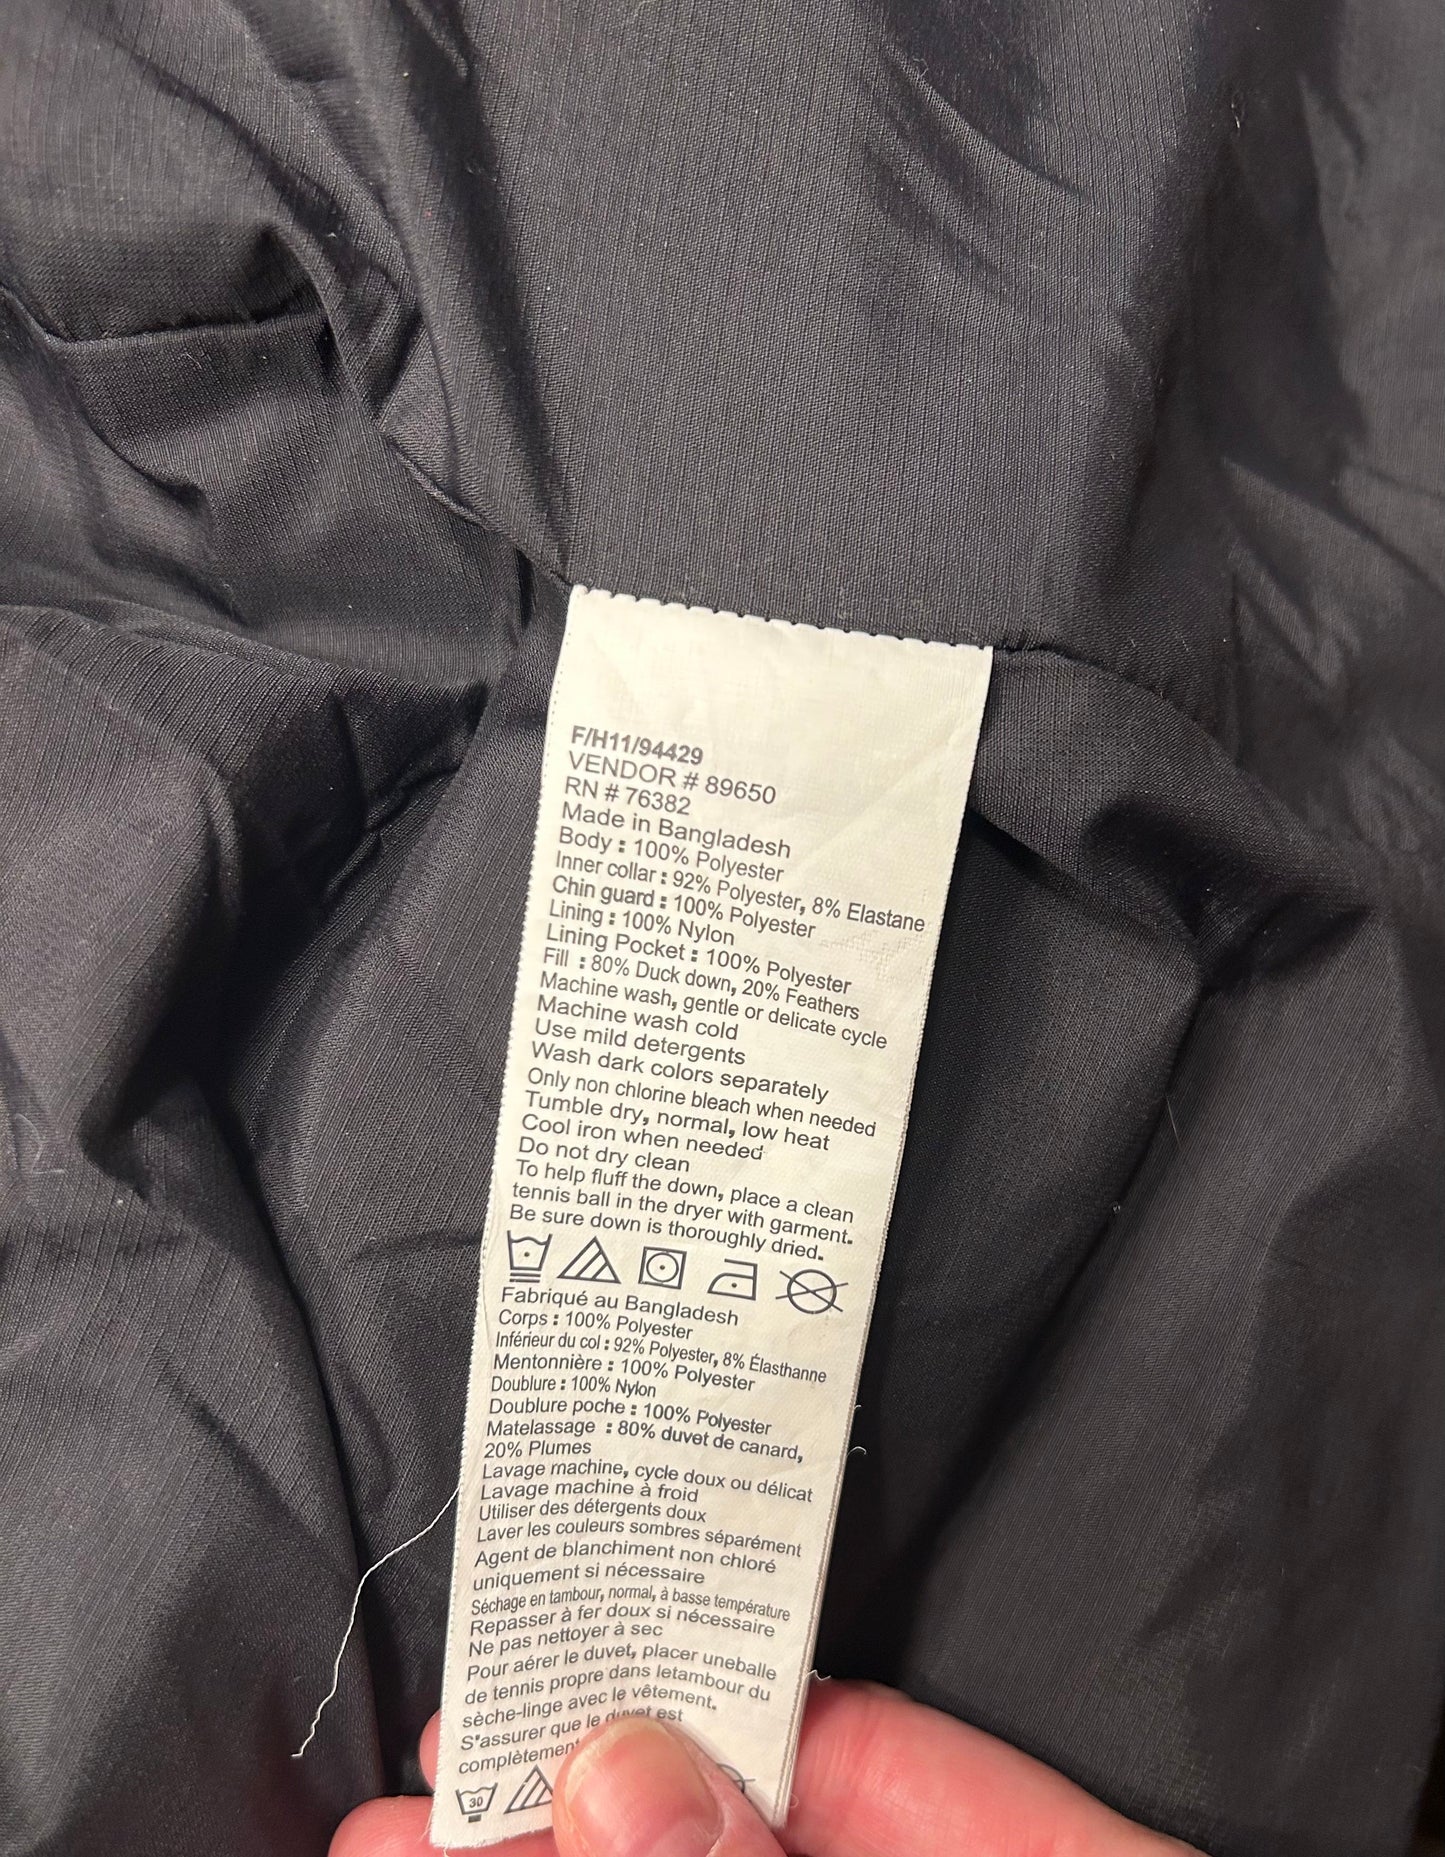 F/H11/94429
VENDOR # 89650
RN # 76382
Made in Bangladesh
Body : 100% Polyester
Inner collar : 92% Polyester, 8% Elastane
Chin guard : 100% Polyester
Lining : 100% Nylon
Lining Pocket : 100% Polyester
Fill : 80% Duck down, 20% Feathers
Machine wash, gentle or delicate cycle
Machine wash cold
Use mild detergents
Wash dark colors separately
Only non chlorine bleach when needed
Tumble dry, normal, low heat
Cool iron when needed
Do not dry clean
To help fluff the down, place a clean
tennis ball in the dryer with garment.
Be sure down is thoroughly dried.
Fabriqué au Bangladesh
Corps : 100% Polyester
Inférieur du col : 92% Polyester, 8% Élasthanne
Mentonnière : 100% Polyester
Doublure : 100% Nylon
Doublure poche : 100% Polyester
Matelassage : 80% duvet de canard,
20% Plumes
Lavage machine, cycle doux ou délicat
Lavage machine à froid
Utiliser des détergents doux
Laver les couleurs sombres séparément
Agent de blanchiment non chloré
uniquement si nécessaire
Séchage en tambour, normal, à basse température
Repasser à fer doux si nécessaire
Ne pas nettoyer à sec
Pour aérer le duvet, placer uneballe
de tennis propre dans letambour du
sèche-linge avec le vêtement.
S'assurer que le duvet est
complètement
30